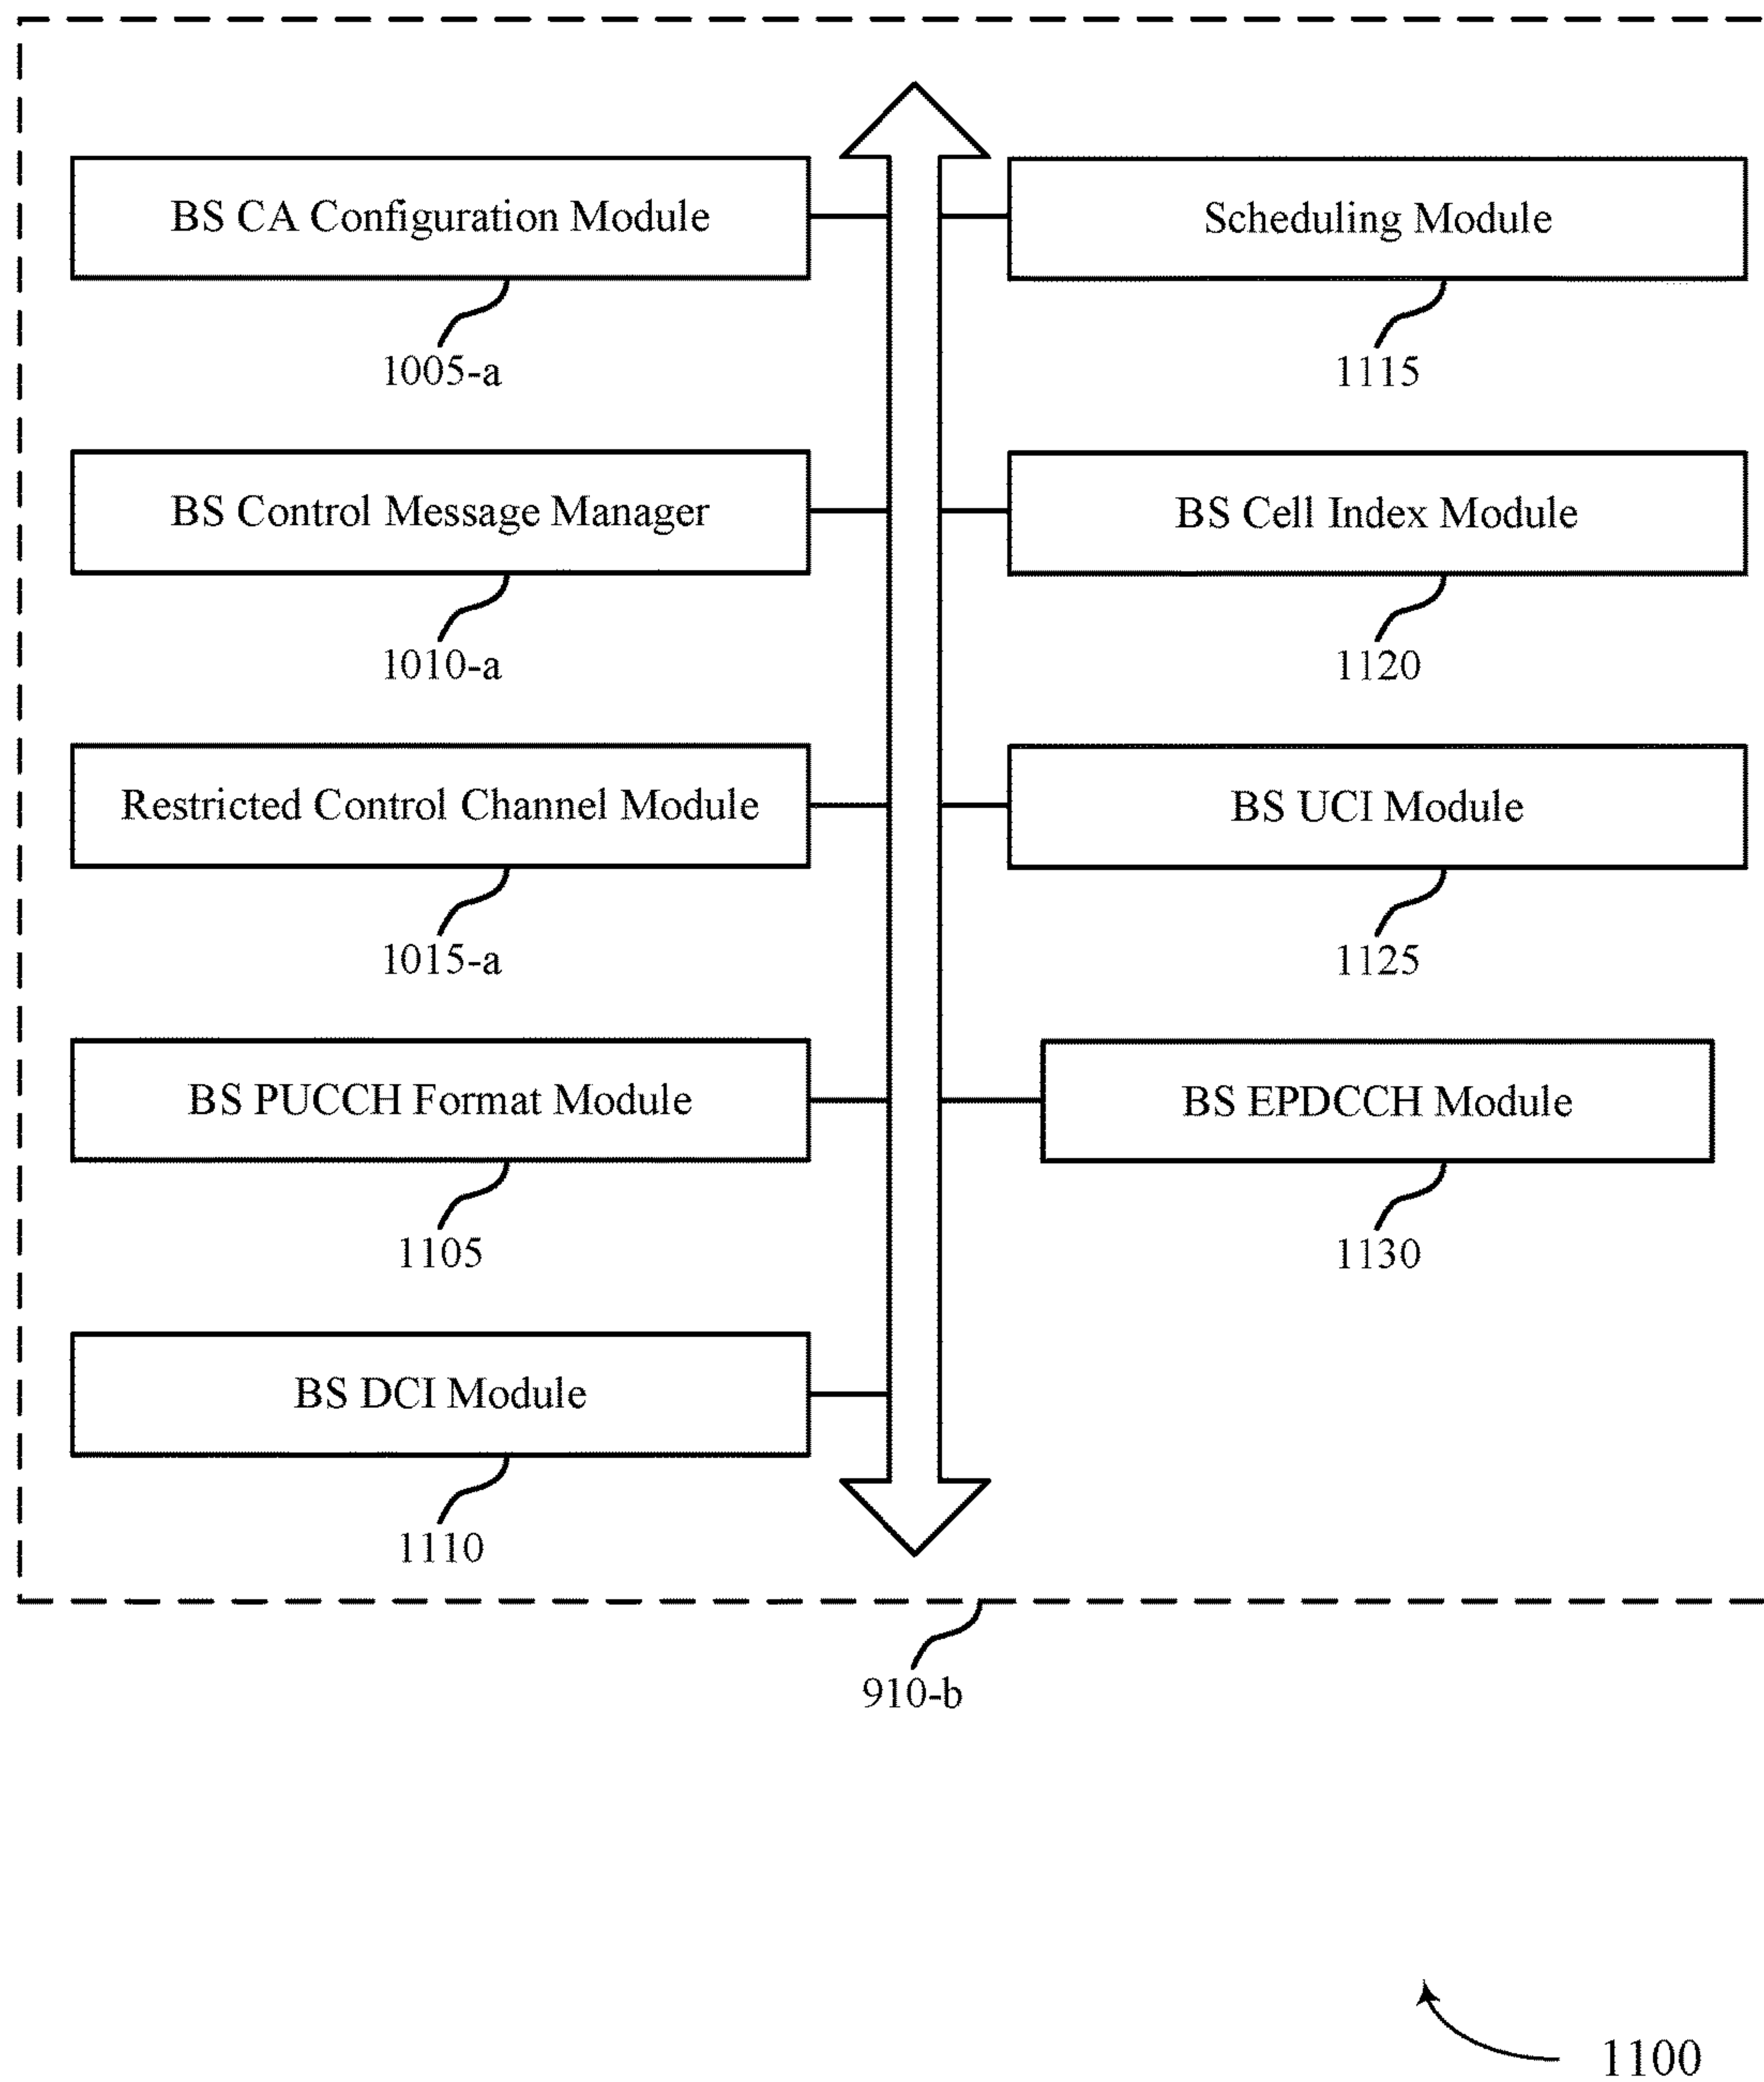 BS CA Configuration Module
1005-a
BS Control Message Manager
1010-a
Restricted Control Channel Module
1015-a
BS PUCCH Format Module
1105
BS DCI Module
1110
Scheduling Module
1115
BS Cell Index Module
1120
BS UCI Module
1125
BS EPDCCH Module
1130
910-b
1100